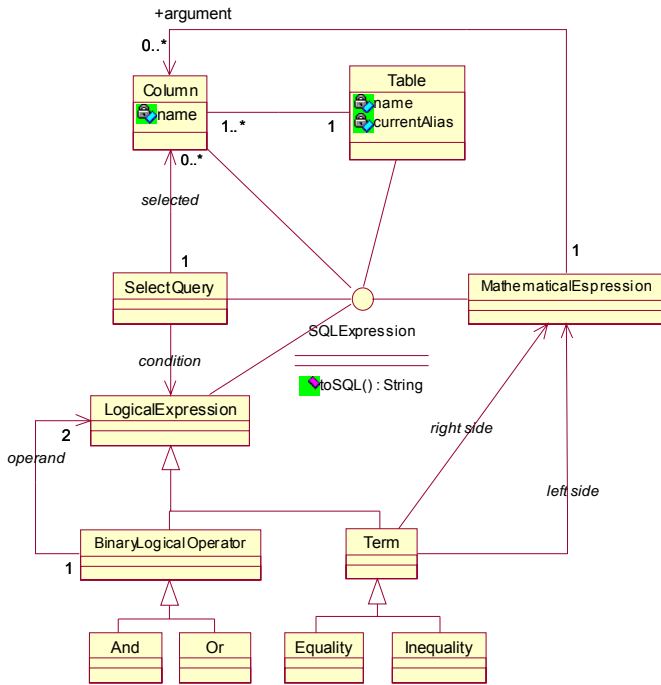 +argument
0..*
Column
name
Table
name
currentAlias
1..*
1
0..*
selected
1
1
SelectQuery
MathematicalEspression
SQLExpression
condition
toSQL() : String
LogicalExpression
2
right side
operand
left side
BinaryLogicalOperator
Term
1
And
Or
Equality
Inequality